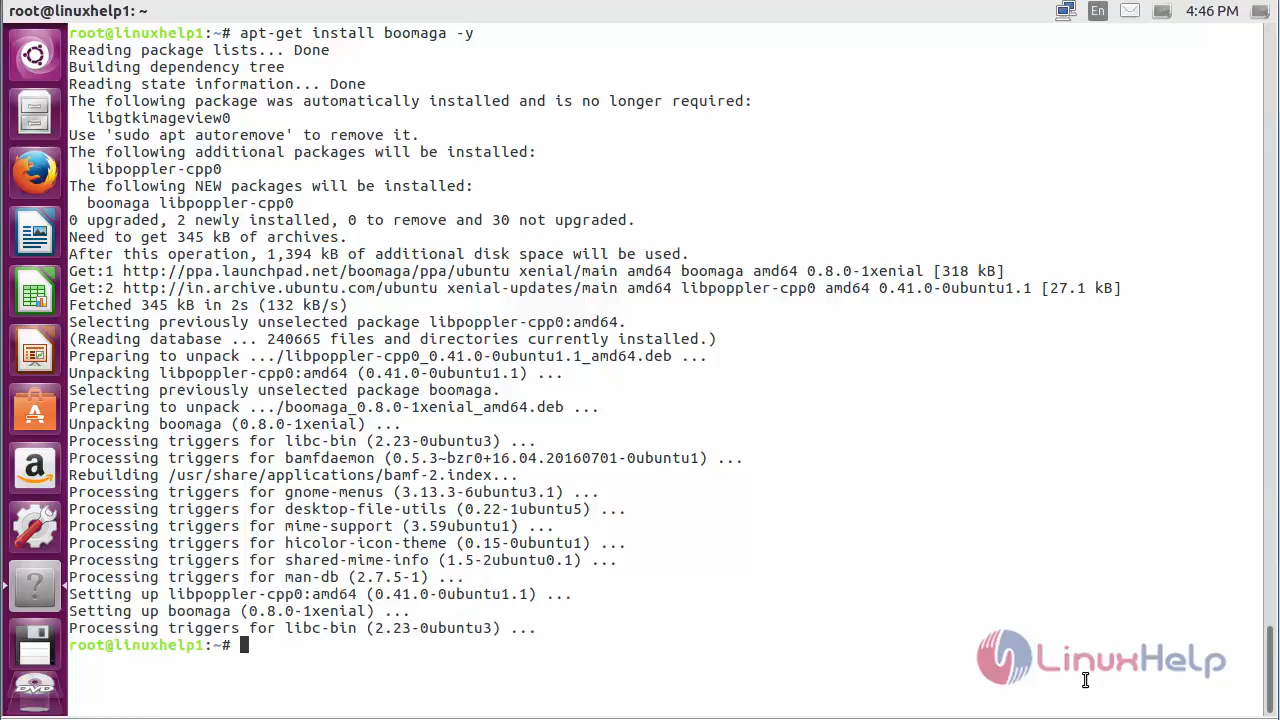 root@linuxhelp1: ~
En
4:46 PM
root@linuxhelp1:~# apt-get install boomaga -y
Reading package lists... Done
Building dependency tree
Reading state information... Done
The following package was automatically installed and is no longer required:
  libgtkimageview0
Use 'sudo apt autoremove' to remove it.
The following additional packages will be installed:
  libpoppler-cpp0
The following NEW packages will be installed:
  boomaga libpoppler-cpp0
0 upgraded, 2 newly installed, 0 to remove and 30 not upgraded.
Need to get 345 kB of archives.
After this operation, 1,394 kB of additional disk space will be used.
Get:1 http://ppa.launchpad.net/boomaga/ppa/ubuntu xenial/main amd64 boomaga amd64 0.8.0-1xenial [318 kB]
Get:2 http://in.archive.ubuntu.com/ubuntu xenial-updates/main amd64 libpoppler-cpp0 amd64 0.41.0-0ubuntu1.1 [27.1 kB]
Fetched 345 kB in 2s (132 kB/s)
Selecting previously unselected package libpoppler-cpp0:amd64.
(Reading database ... 240665 files and directories currently installed.)
Preparing to unpack .../libpoppler-cpp0_0.41.0-0ubuntu1.1_amd64.deb ...
Unpacking libpoppler-cpp0:amd64 (0.41.0-0ubuntu1.1) ...
Selecting previously unselected package boomaga.
Preparing to unpack .../boomaga_0.8.0-1xenial_amd64.deb ...
Unpacking boomaga (0.8.0-1xenial) ...
Processing triggers for libc-bin (2.23-0ubuntu3) ...
Processing triggers for bamfdaemon (0.5.3~bzr0+16.04.20160701-0ubuntu1) ...
Rebuilding /usr/share/applications/bamf-2.index...
Processing triggers for gnome-menus (3.13.3-6ubuntu3.1) ...
Processing triggers for desktop-file-utils (0.22-1ubuntu5) ...
Processing triggers for mime-support (3.59ubuntu1) ...
Processing triggers for hicolor-icon-theme (0.15-0ubuntu1) ...
Processing triggers for shared-mime-info (1.5-2ubuntu0.1) ...
Processing triggers for man-db (2.7.5-1) ...
Setting up libpoppler-cpp0:amd64 (0.41.0-0ubuntu1.1) ...
Setting up boomaga (0.8.0-1xenial) ...
Processing triggers for libc-bin (2.23-0ubuntu3) ...
root@linuxhelp1:~#
LinuxHelp
DVD